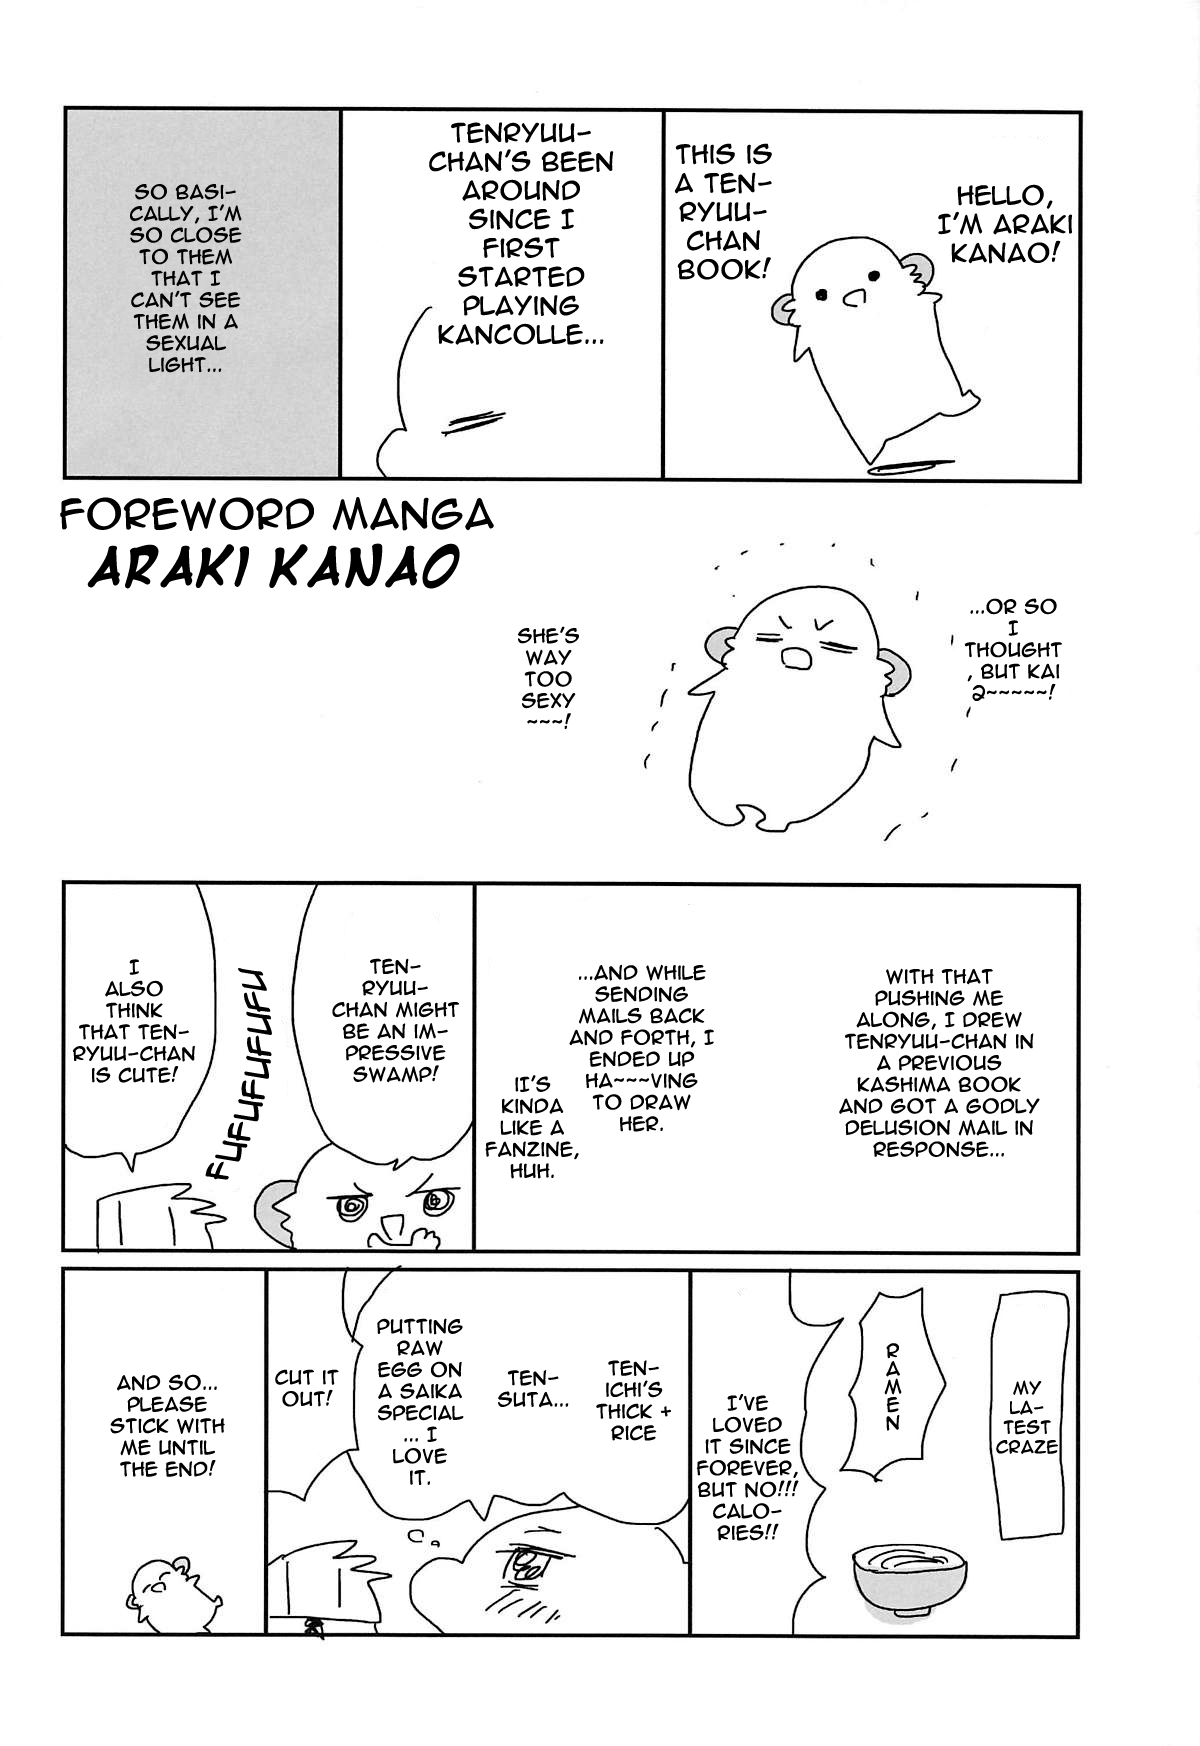 HELLO,
I'M ARAKI
KANAO!
THIS IS
A TEN-
RYUU-
CHAN
BOOK!
TENRYUU-
CHAN'S BEEN
AROUND
SINCE I
FIRST
STARTED
PLAYING
KANCOLLE...
SO BASI-
CALLY, I'M
SO CLOSE
TO THEM
THAT I
CAN'T SEE
THEM IN A
SEXUAL
LIGHT...
FOREWORD MANGA
ARAKI KANAO
...OR SO
I
THOUGHT
, BUT KAI
2~~~~~!
SHE'S
WAY
TOO
SEXY
~~~!
WITH THAT
PUSHING ME
ALONG, I DREW
TENRYUU-CHAN IN
A PREVIOUS
KASHIMA BOOK
AND GOT A GODLY
DELUSION MAIL IN
RESPONSE...
...AND WHILE
SENDING
MAILS BACK
AND FORTH, I
ENDED UP
HA~~~VING
TO DRAW
HER.
IT'S
KINDA
LIKE A
FANZINE,
HUH.
TEN-
RYUU-
CHAN MIGHT
BE AN IM-
PRESSIVE
SWAMP!
FUFUFUFUFU
I
ALSO
THINK
THAT TEN-
RYUU-CHAN
IS CUTE!
MY
LA-
TEST
CRAZE
RAMEN
I'VE
LOVED
IT SINCE
FOREVER,
BUT NO!!!
CALO-
RIES!!
TEN-
ICHI'S
THICK +
RICE
TEN-
SUTA...
PUTTING
RAW
EGG ON
A SAIKA
SPECIAL
... I
LOVE
IT.
CUT IT
OUT!
AND SO...
PLEASE
STICK WITH
ME UNTIL
THE END!